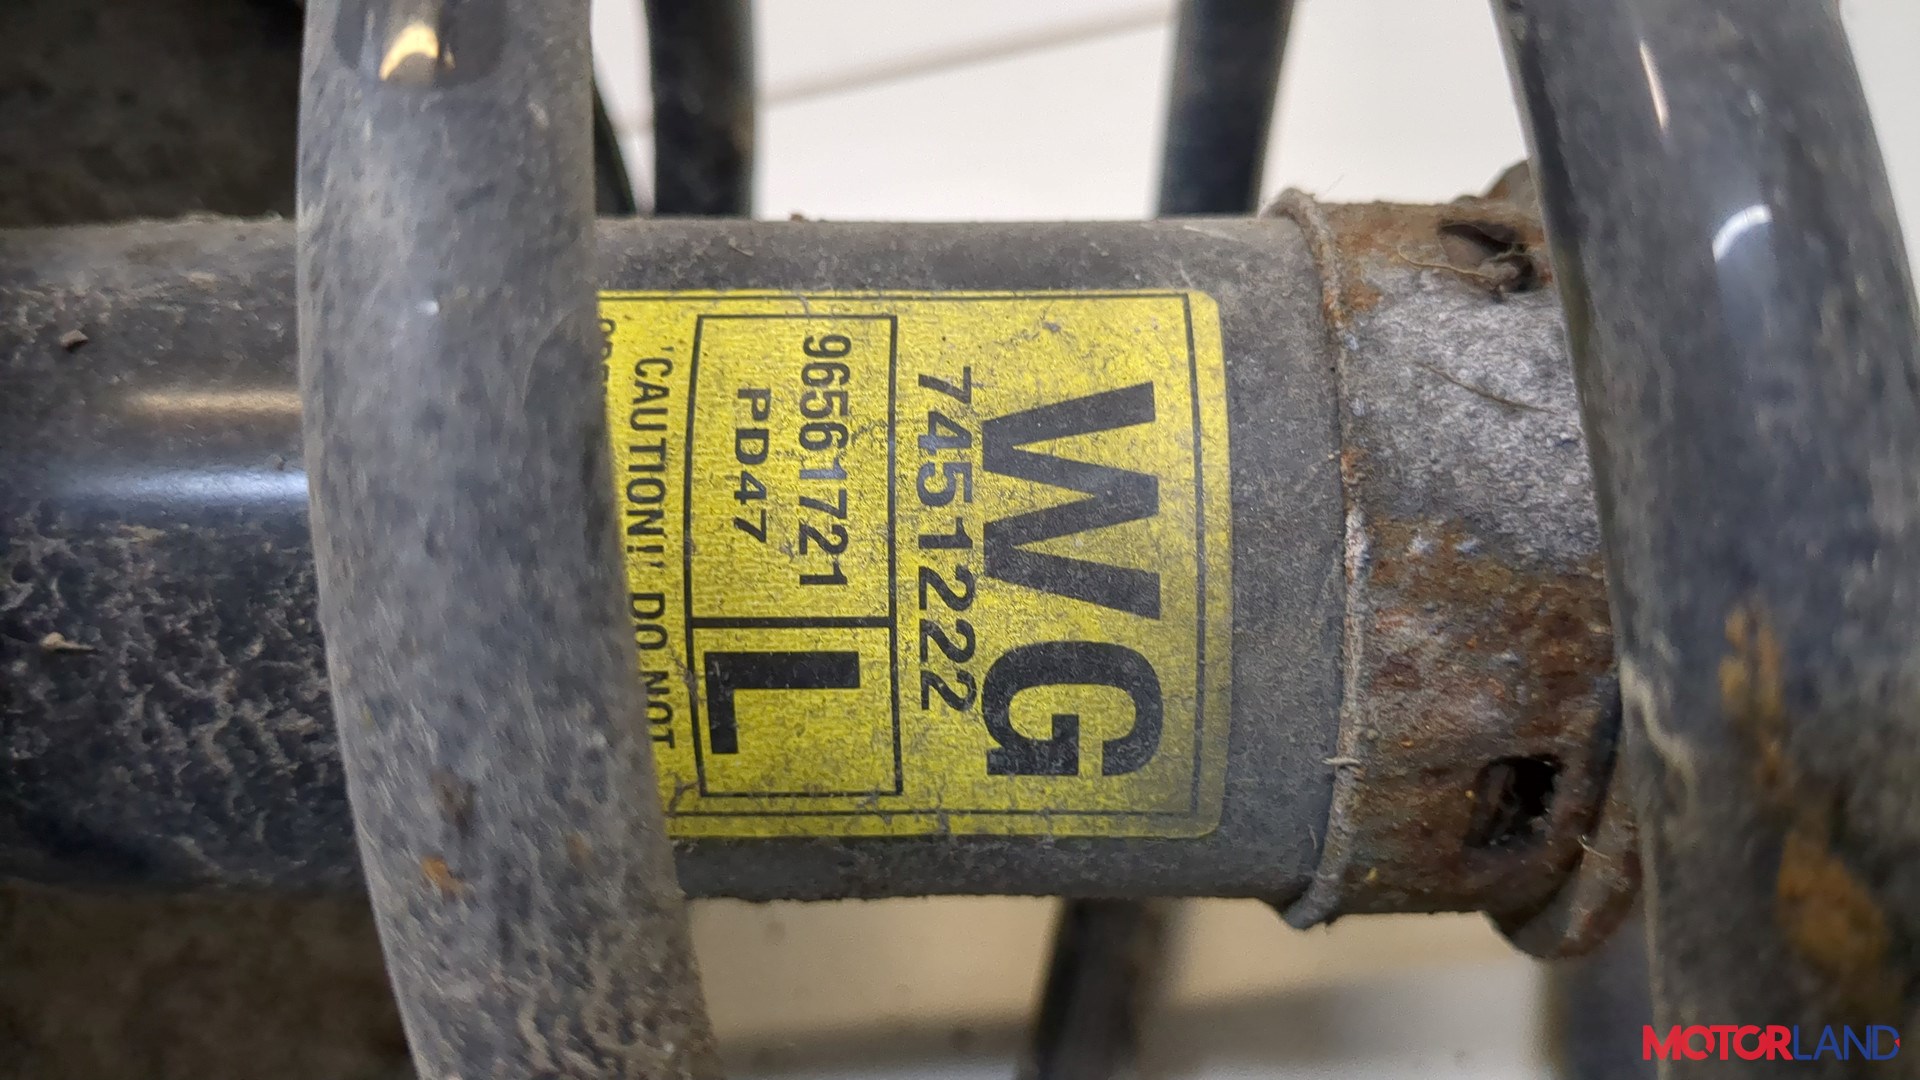 WG
7451222
96561721
PD47
L
"CAUTION!! DO NOT
MOTORLAND